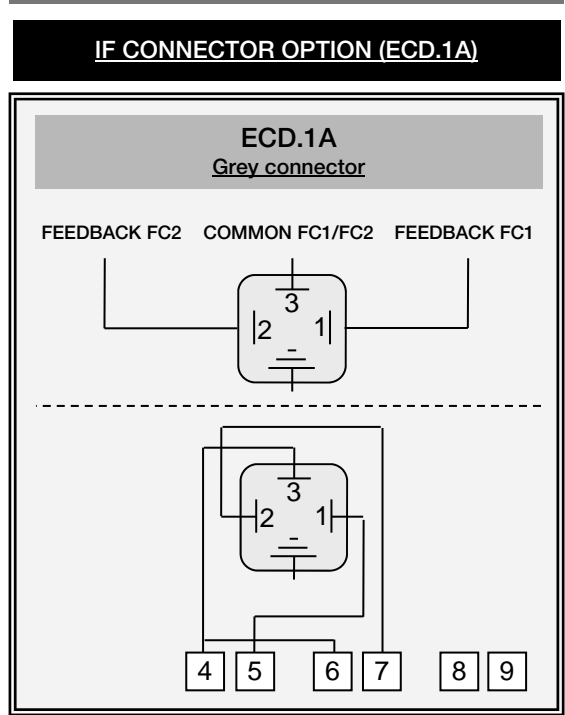 IF CONNECTOR OPTION (ECD.1A)
ECD.1A
Grey connector
FEEDBACK FC2 COMMON FC1/FC2 FEEDBACK FC1
3
2 1
3
2 1
4 5 6 7 8 9